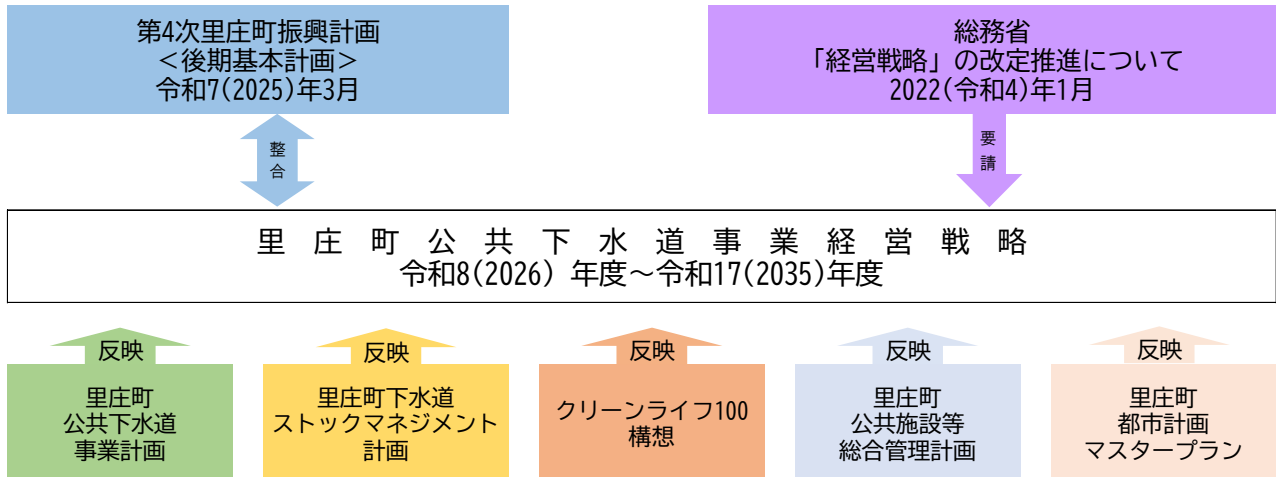 第4次里庄町振興計画
＜後期基本計画＞
令和7(2025)年3月
総務省
「経営戦略」の改定推進について
2022(令和4)年1月
整
合
要
請
里庄町公共下水道事業経営戦略
令和8(2026) 年度～令和17(2035)年度
反映
里庄町
公共下水道
事業計画
反映
里庄町下水道
ストックマネジメント
計画
反映
クリーンライフ100
構想
反映
里庄町
公共施設等
総合管理計画
反映
里庄町
都市計画
マスタープラン